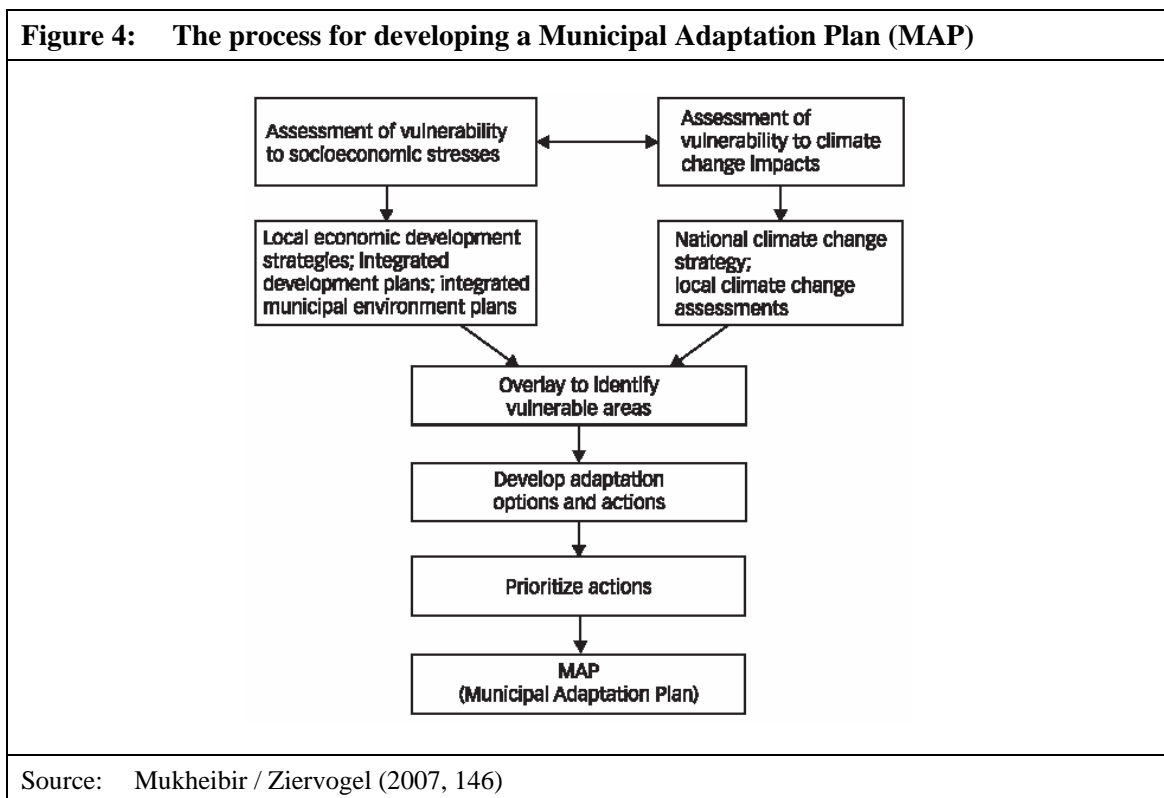 Figure 4: The process for developing a Municipal Adaptation Plan (MAP)
Assessment of vulnerability
to socioeconomic stresses
Assessment of
vulnerability to climate
change impacts
Local economic development
strategies; integrated
development plans; integrated
municipal environment plans
National climate change
strategy;
local climate change
assessments
Overlay to identify
vulnerable areas
Develop adaptation
options and actions
Prioritize actions
MAP
(Municipal Adaptation Plan)
Source: Mukheibir / Ziervogel (2007, 146)